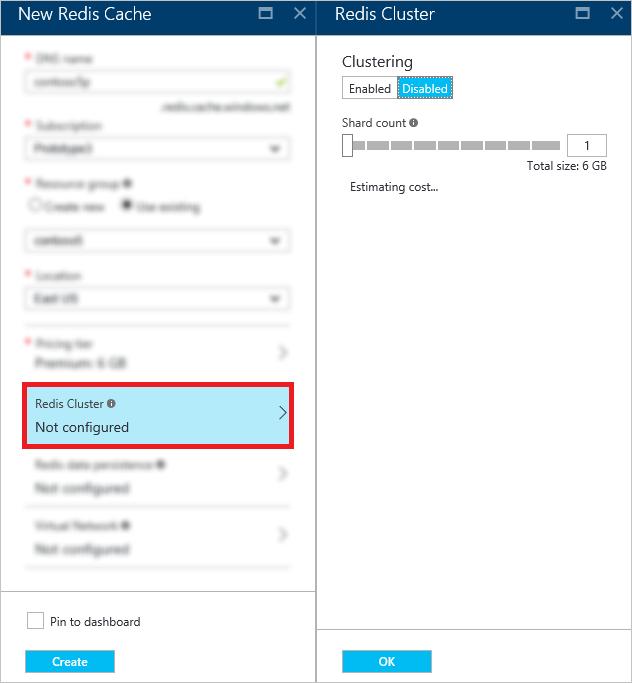 New Redis Cache
* DNS name
.redis.cache.windows.net
* Subscription
Prototype3
* Resource group
Create new Use existing
contoso5
* Location
East US
* Pricing tier
Premium: 6 GB
Redis Cluster
Not configured
Redis data persistence
Not configured
Virtual Network
Not configured
Pin to dashboard
Create
Redis Cluster
Clustering
Enabled Disabled
Shard count
1
Total size: 6 GB
Estimating cost...
OK